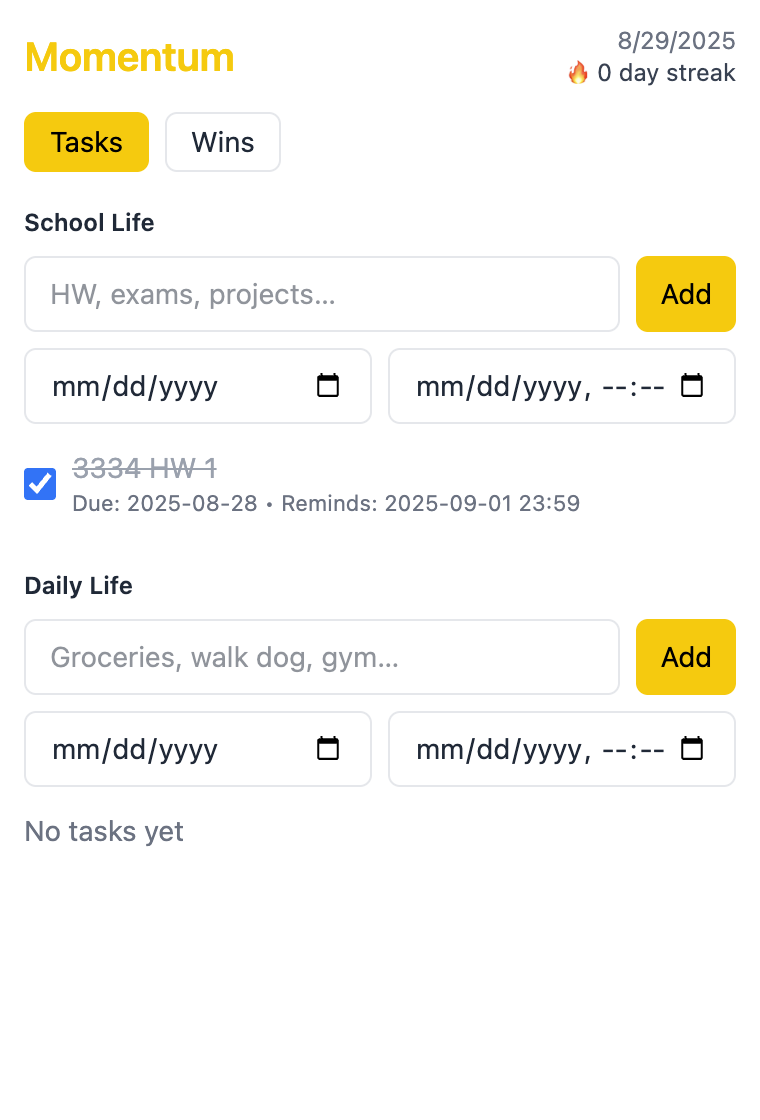 Momentum
8/29/2025
🔥 0 day streak
Tasks
Wins
School Life
HW, exams, projects...
Add
mm/dd/yyyy
mm/dd/yyyy, --:--
3334 HW 1
Due: 2025-08-28 • Reminds: 2025-09-01 23:59
Daily Life
Groceries, walk dog, gym...
Add
mm/dd/yyyy
mm/dd/yyyy, --:--
No tasks yet